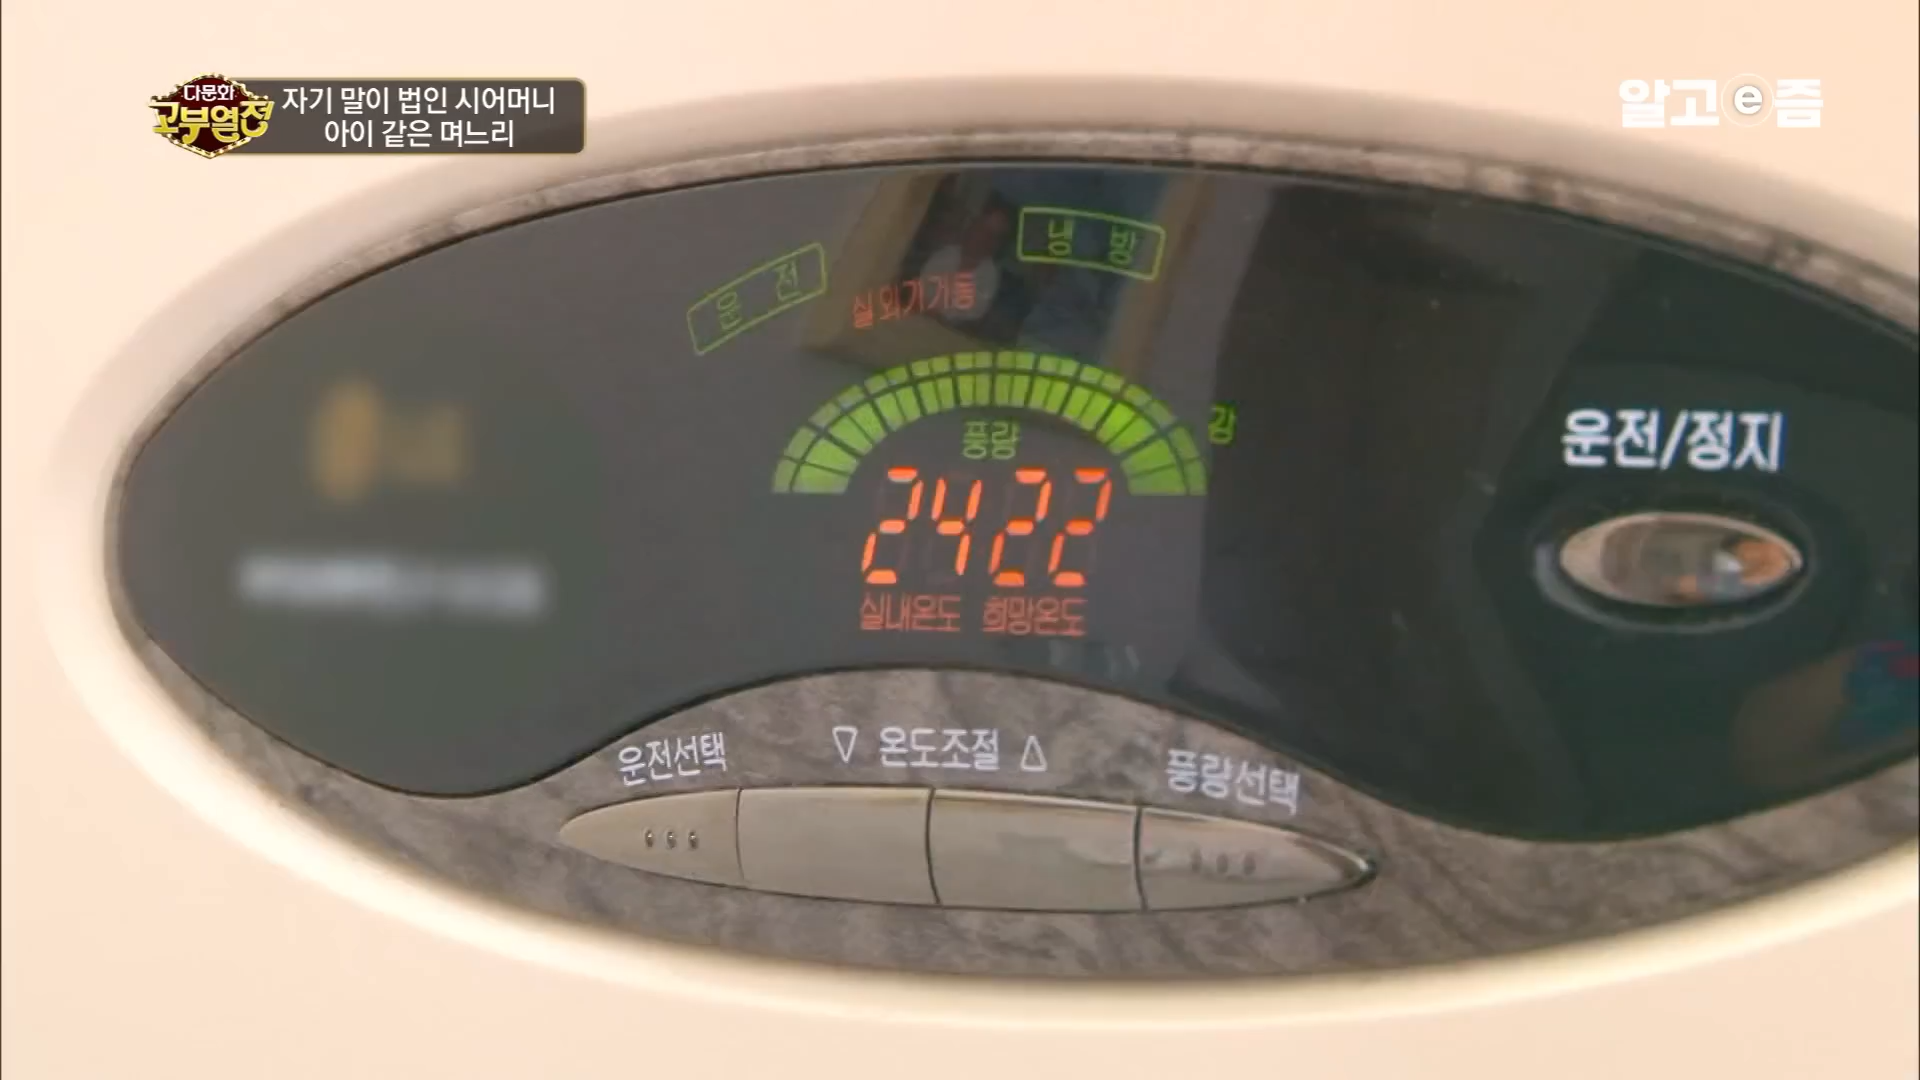 다문화
고부열전
자기 말이 법인 시어머니
아이 같은 며느리
알고e즘
운전
실외기가동
냉방
풍량
강
2422
실내온도 희망온도
운전/정지
운전선택
▽ 온도조절 △
풍량선택